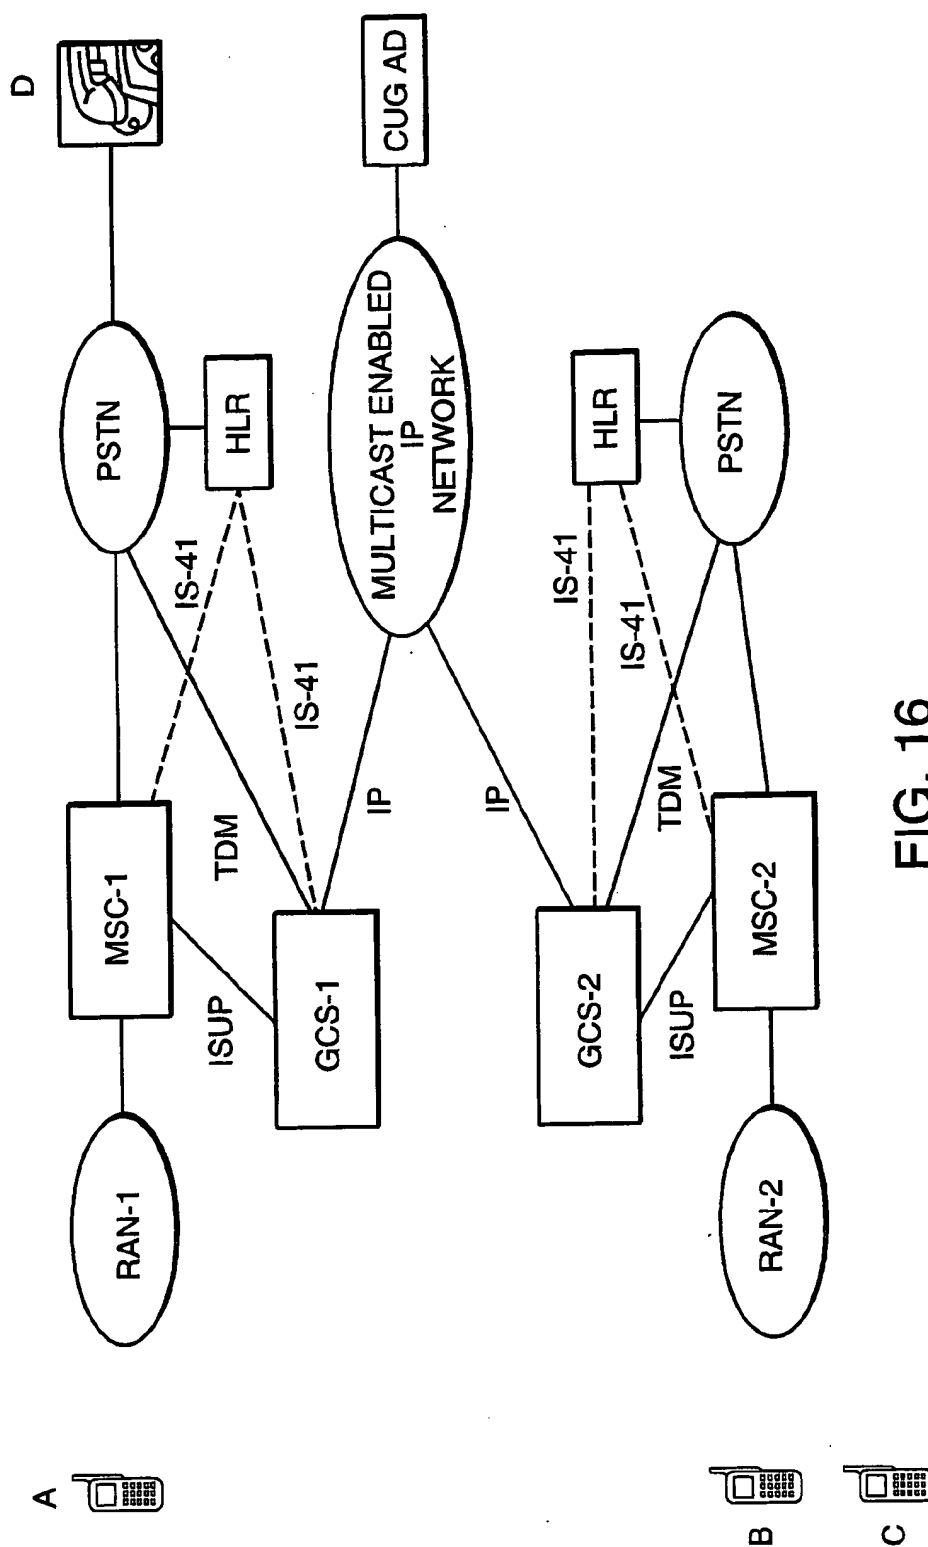 A
RAN-1
MSC-1
PSTN
D
ISUP
TDM
IS-41
HLR
GCS-1
IS-41
IP
MULTICAST ENABLED
IP
NETWORK
CUG AD
IP
GCS-2
IS-41
HLR
ISUP
TDM
IS-41
B
RAN-2
MSC-2
PSTN
C
FIG. 16